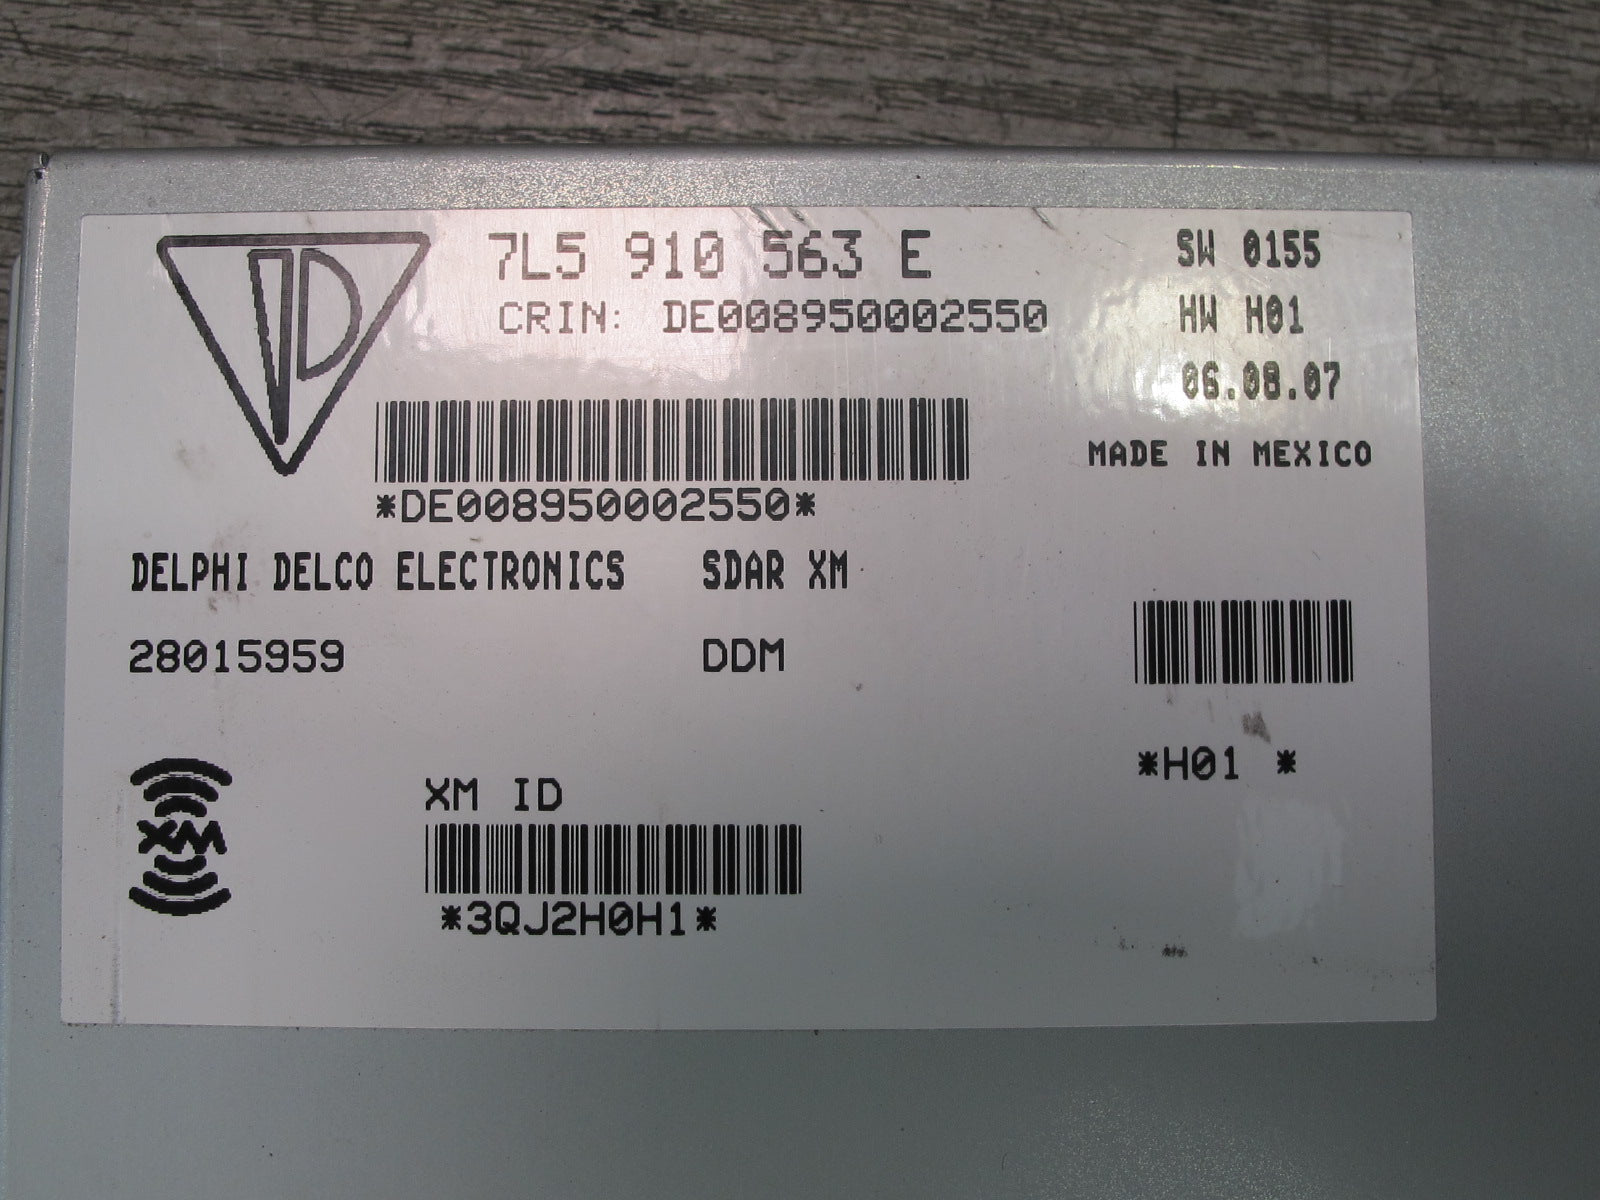 7L5 910 563 E
SW 0155
CRIN: DE008950002550
HW H01
06.08.07
MADE IN MEXICO
*DE008950002550*
DELPHI DELCO ELECTRONICS SDAR XM
28015959 DDM
*H01 *
XM ID
XM
*3QJ2H0H1*